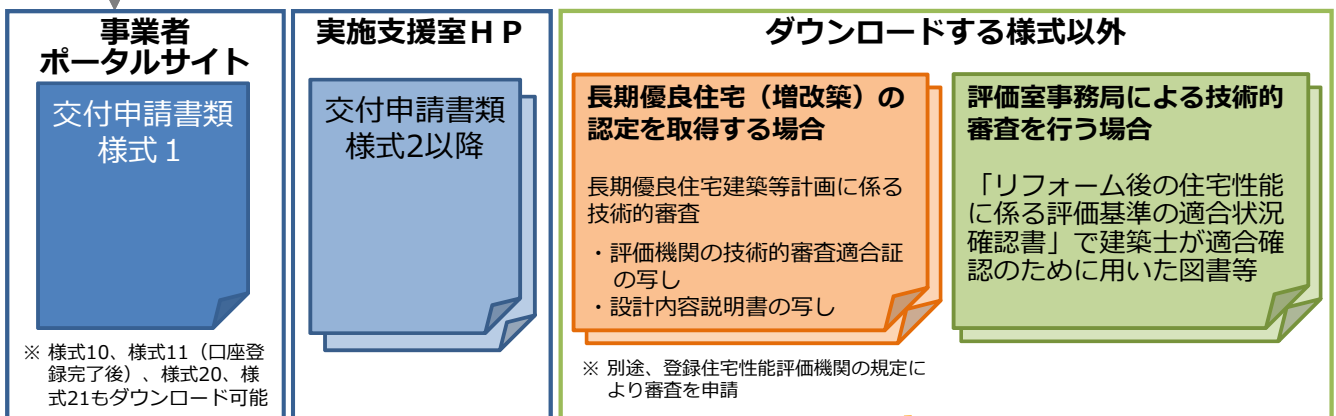 事業者
ポータルサイト
交付申請書類
様式１
※ 様式10、様式11（口座登
録完了後）、様式20、様
式21もダウンロード可能
実施支援室ＨＰ
交付申請書類
様式2以降
ダウンロードする様式以外
長期優良住宅（増改築）の
認定を取得する場合
長期優良住宅建築等計画に係る
技術的審査
・評価機関の技術的審査適合証
の写し
・設計内容説明書の写し
※ 別途、登録住宅性能評価機関の規定に
より審査を申請
評価室事務局による技術的
審査を行う場合
「リフォーム後の住宅性能
に係る評価基準の適合状況
確認書」で建築士が適合確
認のために用いた図書等